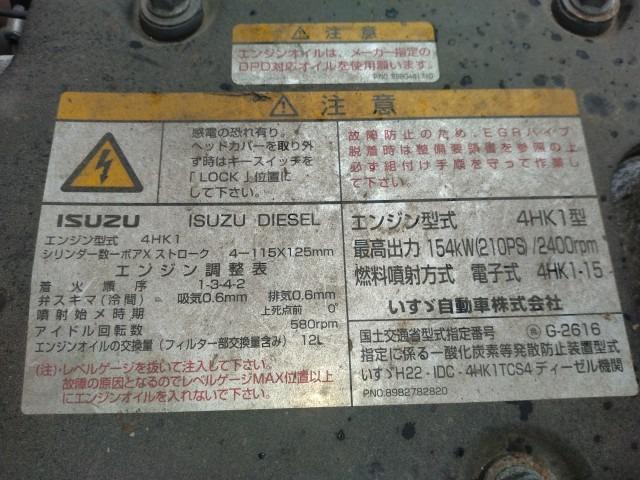 注意
エンジンオイルは、メーカー指定の
DPD対応オイルを使用願います。
注意
感電の恐れ有り。
ヘッドカバーを取り外
ず時はキースイッチを
「LOCK」位置に
して下さい。
故障防止のため、EGRパイプ
脱着時は整備要領書を参照の上
必ず組付け手順を守って作業し
て下さい。
ISUZU ISUZU DIESEL
エンジン型式 4HK1
シリンダー数ーボアXストローク 4-115X125mm
エンジン調整表
着火順序 1-3-4-2
弁スキマ(冷間) 吸気0.6mm 排気0.6mm
噴射始メ時期 上死点前 0°
アイドル回転数 580rpm
エンジンオイルの交換量(フィルター部交換量含み) 12L
(注)・レベルゲージを抜いて注入して下さい。
故障の原因となるのでレベルゲージMAX位置以上
にエンジンオイルを入れないで下さい。
エンジン型式 4HK1型
最高出力 154kW(210PS)/2400rpm
燃料噴射方式 電子式 4HK1-15
いすゞ自動車株式会社
国土交通省型式指定番号 G-2616
指定に係る一酸化炭素等発散防止装置型式
いすゞH22-IDC-4HK1TCS4 ディーゼル機関
P.NO.8982782820